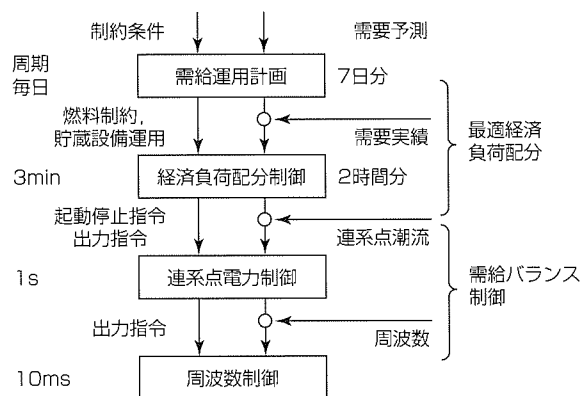 制約条件
需要予測
周期
毎日
需給運用計画
7日分
燃料制約,
貯蔵設備運用
需要実績
最適経済
負荷配分
3min
経済負荷配分制御
2時間分
起動停止指令
出力指令
連系点潮流
1s
連系点電力制御
需給バランス
制御
出力指令
周波数
10ms
周波数制御